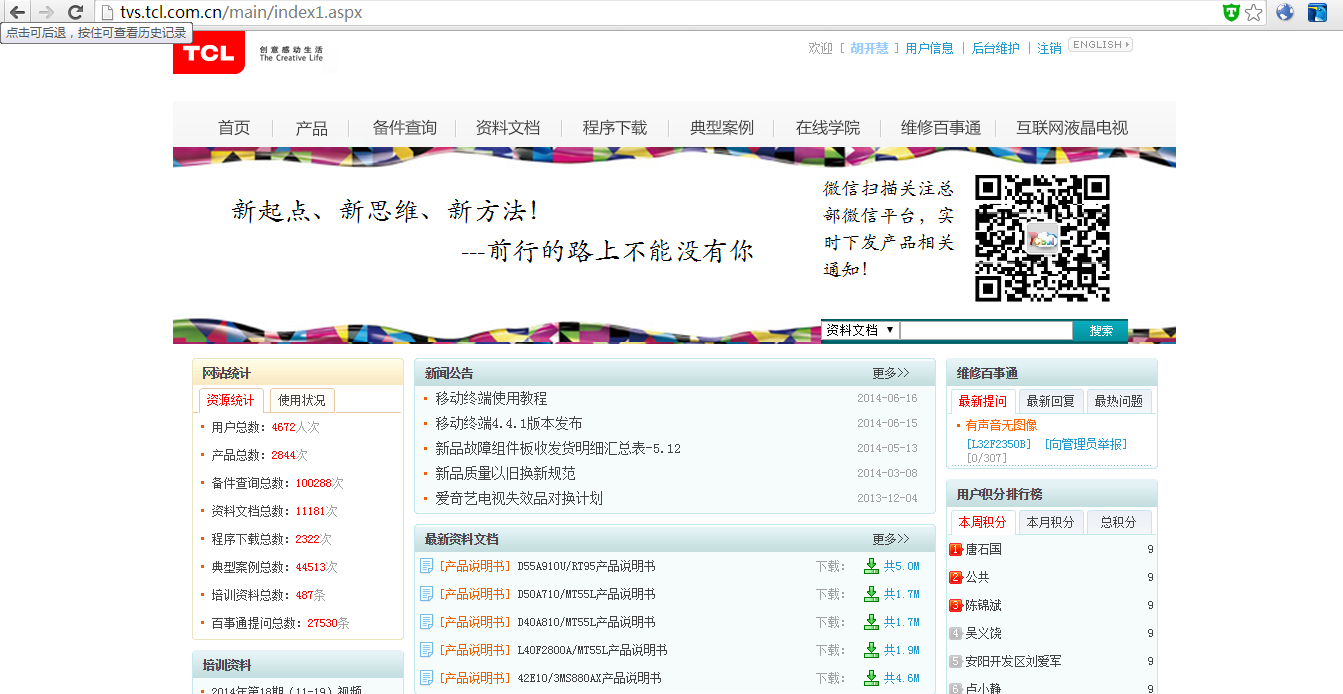 tvs.tcl.com.cn/main/index1.aspx
点击可后退，按住可查看历史记录
TCL
创意感动生活
The Creative Life
欢迎 [ 胡开慧 ] 用户信息 | 后台维护 | 注销 ENGLISH
首页 产品 备件查询 资料文档 程序下载 典型案例 在线学院 维修百事通 互联网液晶电视
新起点、新思维、新方法!
---前行的路上不能没有你
微信扫描关注总
部微信平台，实
时下发产品相关
通知!
资料文档 搜索
网站统计
资源统计 使用状况
用户总数：4672人次
产品总数：2844次
备件查询总数：100288次
资料文档总数：11181次
程序下载总数：2322次
典型案例总数：44513次
培训资料总数：487条
百事通提问总数：27530条
培训资料
2014年第18期（11-19）视频
新闻公告 更多>>
移动终端使用教程 2014-06-16
移动终端4.4.1版本发布 2014-06-15
新品故障组件板收发货明细汇总表-5.12 2014-05-13
新品质量以旧换新规范 2014-03-08
爱奇艺电视失效品对换计划 2013-12-04
最新资料文档 更多>>
[产品说明书] D55A910U/RT95产品说明书 下载： 共5.0M
[产品说明书] D50A710/MT55L产品说明书 下载： 共1.7M
[产品说明书] D40A810/MT55L产品说明书 下载： 共1.7M
[产品说明书] L40F2800A/MT55L产品说明书 下载： 共1.9M
[产品说明书] 42E10/3MS880AX产品说明书 下载： 共4.6M
维修百事通
最新提问 最新回复 最热问题
有声音无图像
[L32F2350B] [向管理员举报]
[0/307]
用户积分排行榜
本周积分 本月积分 总积分
1 唐石国 9
2 公共 9
3 陈锦斌 9
4 吴义饶 9
5 安阳开发区刘爱军 9
6 卢小静 9